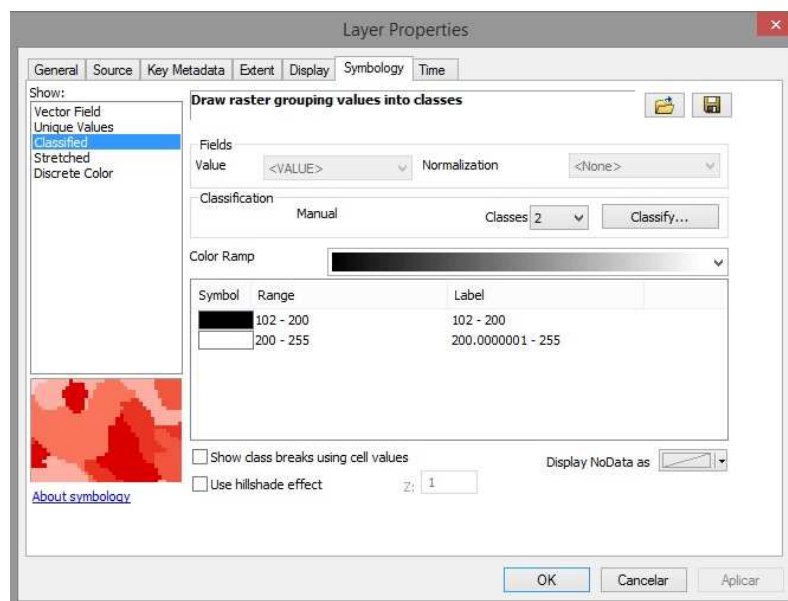 Layer Properties
General Source Key Metadata Extent Display Symbology Time
Show:
Vector Field
Unique Values
Classified
Stretched
Discrete Color
About symbology
Draw raster grouping values into classes
Fields
Value <VALUE> Normalization <None>
Classification
Manual Classes 2 Classify...
Color Ramp
Symbol Range Label
102 - 200 102 - 200
200 - 255 200.0000001 - 255
Show class breaks using cell values
Display NoData as
Use hillshade effect Z: 1
OK Cancelar Aplicar